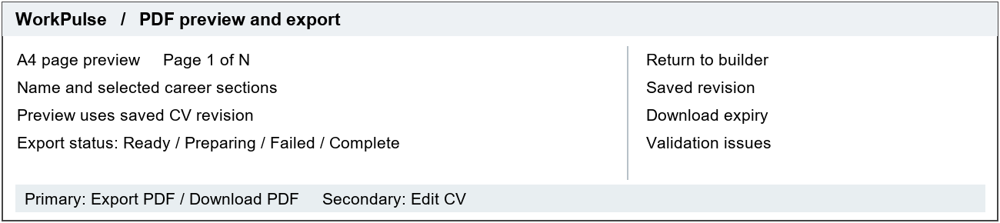 WorkPulse / PDF preview and export
A4 page preview Page 1 of N
Name and selected career sections
Preview uses saved CV revision
Export status: Ready / Preparing / Failed / Complete
Return to builder
Saved revision
Download expiry
Validation issues
Primary: Export PDF / Download PDF Secondary: Edit CV